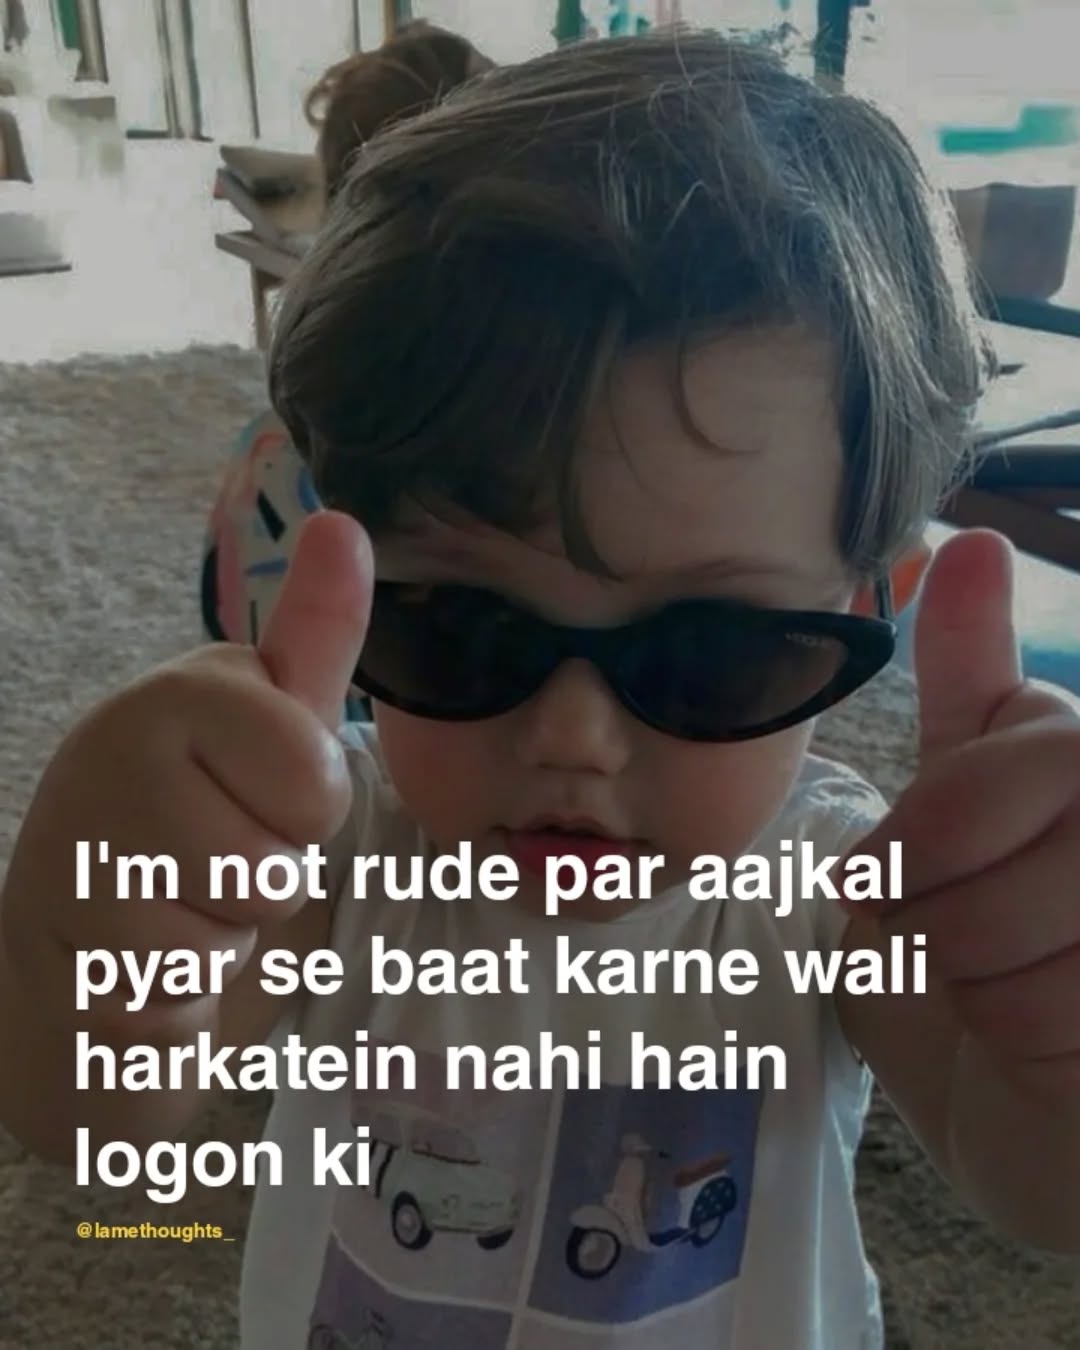 I'm not rude par aajkal
pyar se baat karne wali
harkatein nahi hain
logon ki
@lamethoughts_